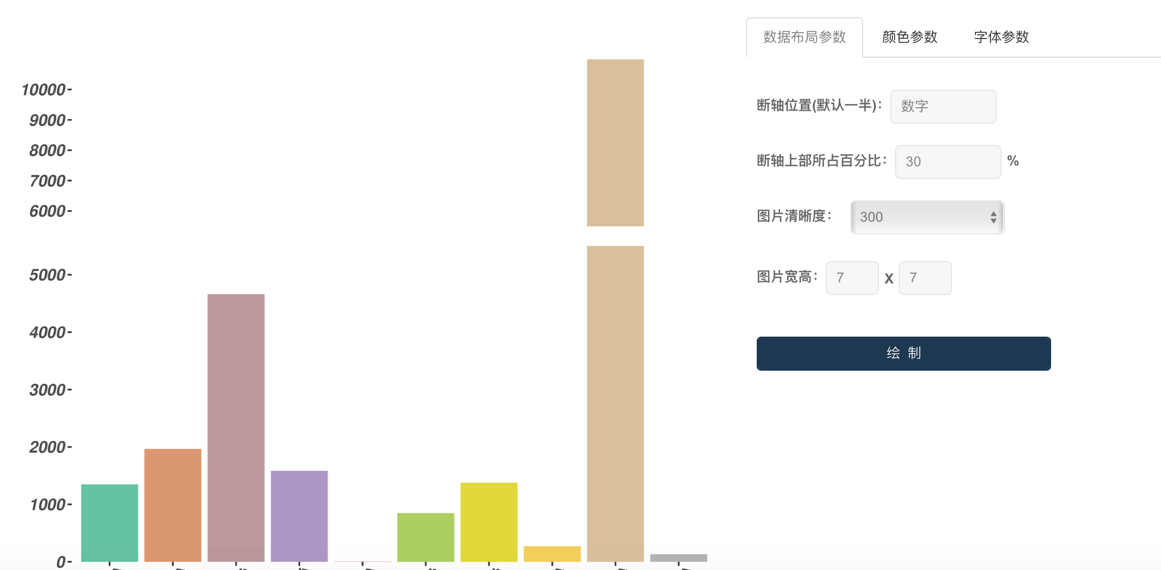 数据布局参数 颜色参数 字体参数
10000
9000
8000
7000
6000
5000
4000
3000
2000
1000
0
断轴位置(默认一半)： 数字
断轴上部所占百分比： 30 %
图片清晰度： 300
图片宽高： 7 X 7
绘 制